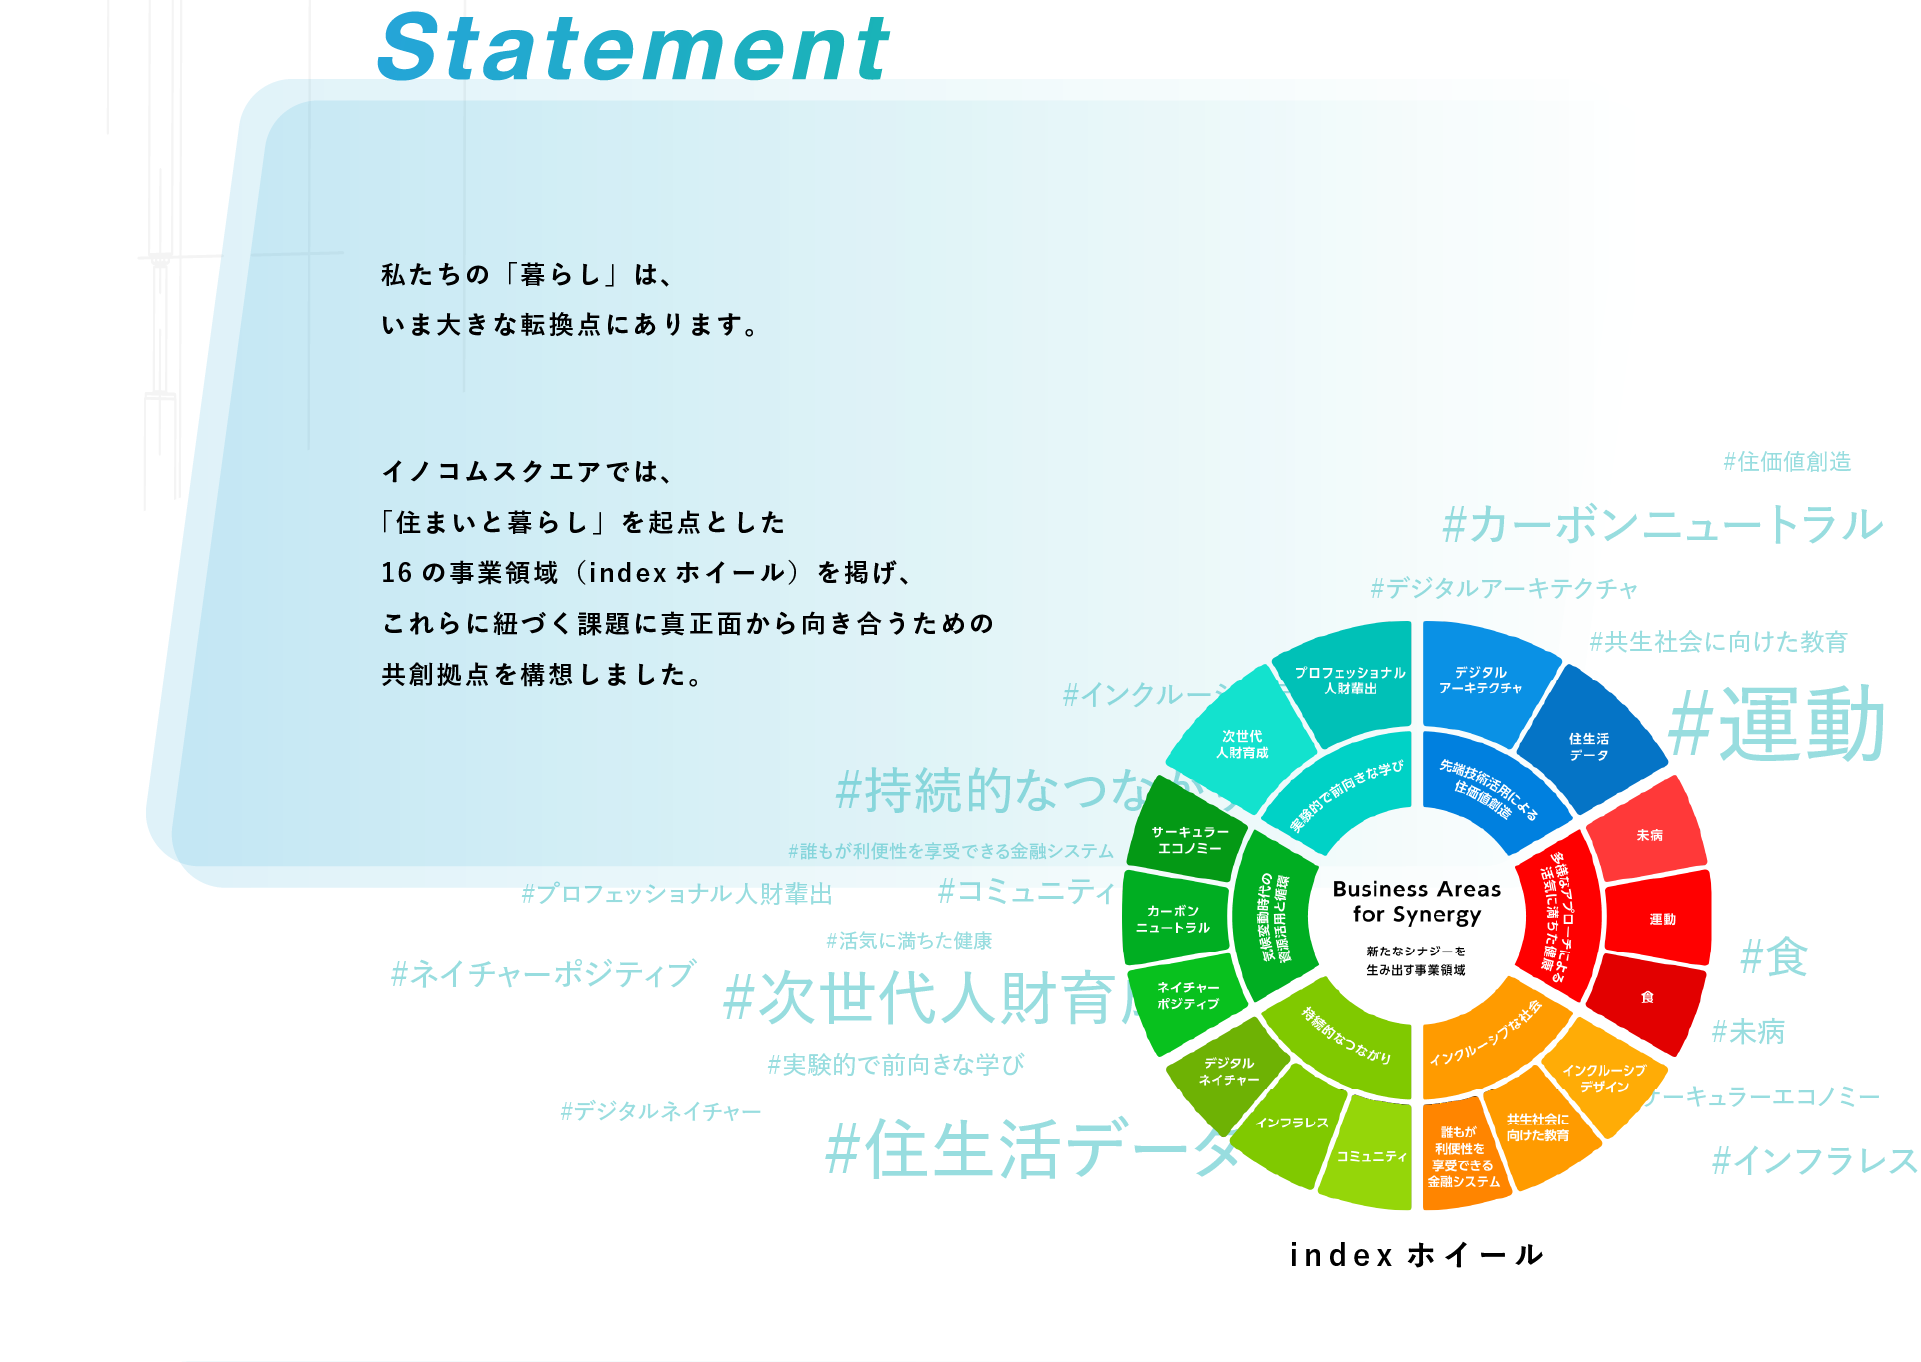 Statement
私たちの「暮らし」は、
いま大きな転換点にあります。
イノコムスクエアでは、
「住まいと暮らし」を起点とした
16の事業領域（indexホイール）を掲げ、
これらに紐づく課題に真正面から向き合うための
共創拠点を構想しました。
#住価値創造
#カーボンニュートラル
#デジタルアーキテクチャ
#共生社会に向けた教育
#インクルー
#運動
#持続的なつな
#誰もが利便性を享受できる金融システム
#プロフェッショナル人財輩出
#コミュニティ
#活気に満ちた健康
#ネイチャーポジティブ
#次世代人財育
#実験的で前向きな学び
#デジタルネイチャー
#住生活データ
#食
#未病
ーキュラーエコノミー
#インフラレス
プロフェッショナル
人財輩出
デジタル
アーキテクチャ
次世代
人財育成
住生活
データ
実験的で前向きな学び
先端技術活用による
住価値創造
サーキュラー
エコノミー
未病
カーボン
ニュートラル
気候変動時代の
資源活用と循環
Business Areas
for Synergy
新たなシナジーを
生み出す事業領域
多様なアプローチによる
活気に満ちた健康
運動
ネイチャー
ポジティブ
食
持続的なつながり
インクルーシブな社会
デジタル
ネイチャー
インクルーシブ
デザイン
インフラレス
共生社会に
向けた教育
コミュニティ
誰もが
利便性を
享受できる
金融システム
indexホイール